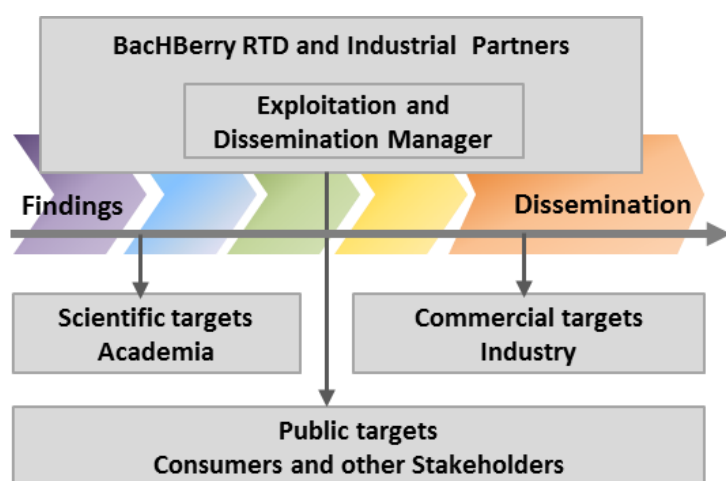 BacHBerry RTD and Industrial Partners
Exploitation and
Dissemination Manager
Findings
Dissemination
Scientific targets
Academia
Commercial targets
Industry
Public targets
Consumers and other Stakeholders